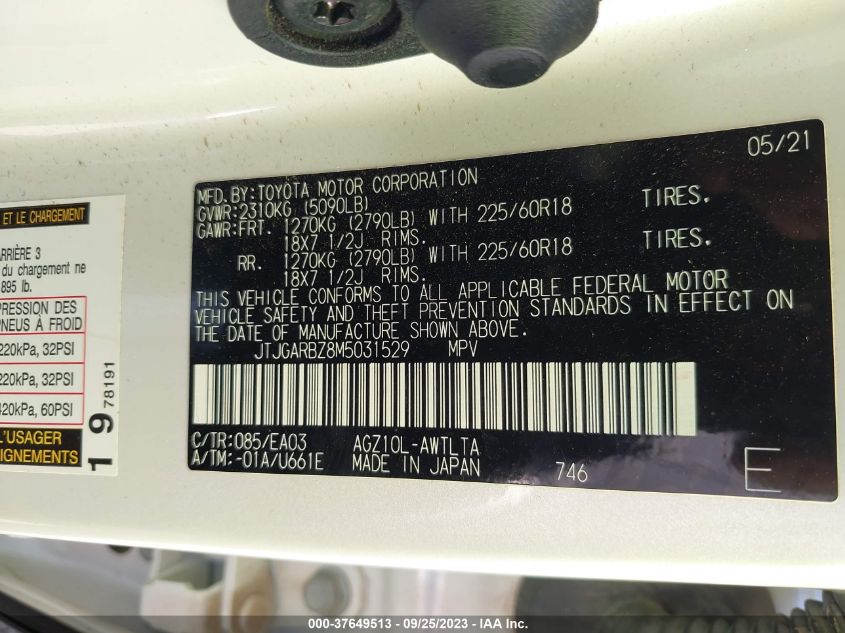 ET LE CHARGEMENT
ARRIÈRE 3
du chargement ne
895 lb.
PRESSION DES
PNEUS À FROID
220kPa, 32PSI
220kPa, 32PSI
420kPa, 60PSI
L'USAGER
19
78191
05/21
MFD. BY: TOYOTA MOTOR CORPORATION
GVWR: 2310KG (5090LB)
GAWR: FRT. 1270KG (2790LB) WITH 225/60R18 TIRES.
18X7 1/2J RIMS.
RR. 1270KG (2790LB) WITH 225/60R18 TIRES.
18X7 1/2J RIMS.
THIS VEHICLE CONFORMS TO ALL APPLICABLE FEDERAL MOTOR
VEHICLE SAFETY AND THEFT PREVENTION STANDARDS IN EFFECT ON
THE DATE OF MANUFACTURE SHOWN ABOVE.
JTJGARBZ8M5031529 MPV
C/TR: 085/EA03 AGZ10L-AWTLTA
A/TM: -01A/U661E MADE IN JAPAN 746 E
000-37649513 - 09/25/2023 - IAA Inc.